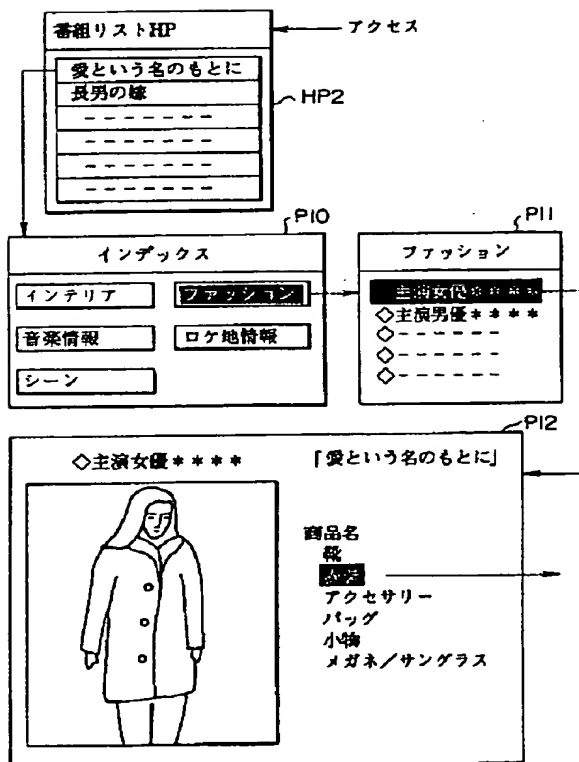 番組リストHP
アクセス
愛という名のもとに
長男の嫁
HP2
P10
インデックス
インテリア
ファッション
音楽情報
ロケ地情報
シーン
P11
ファッション
主演女優****
◇主演男優****
◇------
◇------
◇------
P12
◇主演女優****
「愛という名のもとに」
商品名
靴
アクセサリー
バッグ
小物
メガネ/サングラス